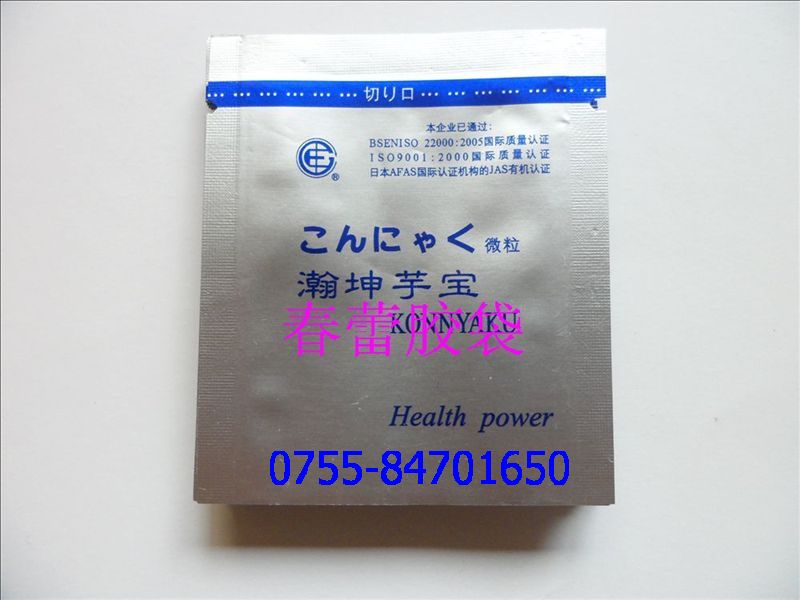 … … … … … … 切り口 … … … … … …
本企业已通过:
BSENISO 22000:2005国际质量认证
ISO9001:2000国际质量认证
日本AFAS国际认证机构的JAS有机认证
®
こんにゃく 微粒
瀚坤芋宝
春蕾胶袋
KONNYAKU
Health power
0755-84701650